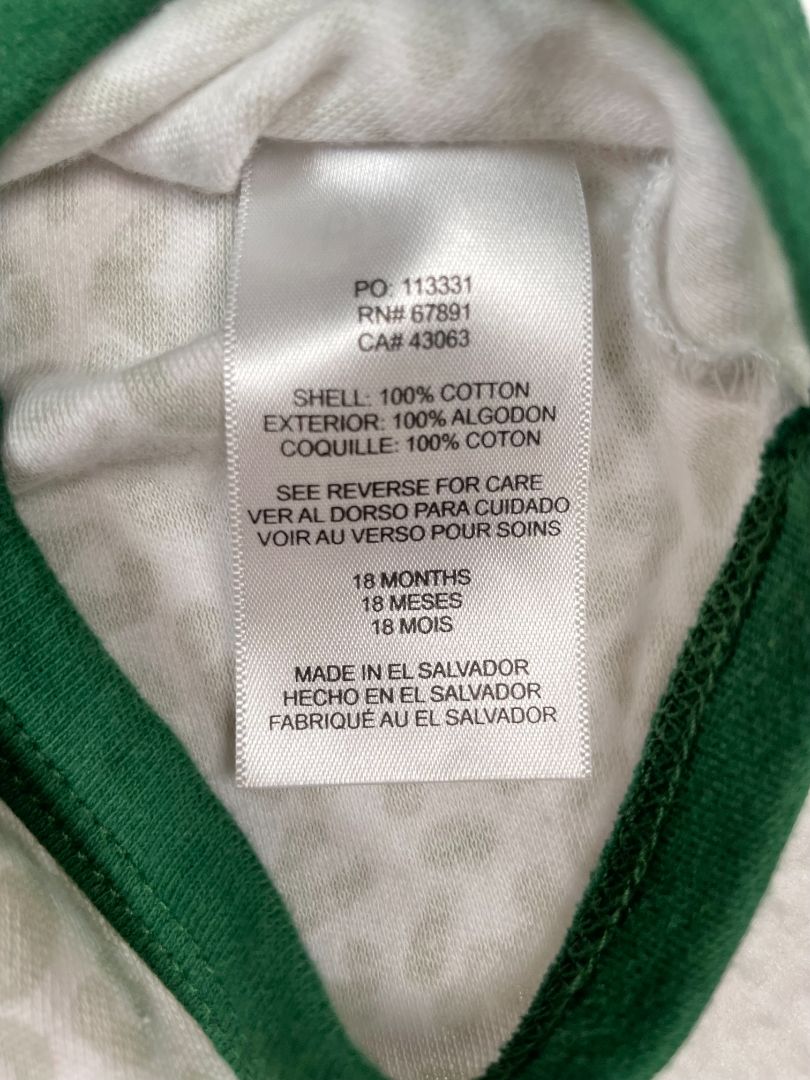 PO: 113331
RN# 67891
CA# 43063
SHELL: 100% COTTON
EXTERIOR: 100% ALGODON
COQUILLE: 100% COTON
SEE REVERSE FOR CARE
VER AL DORSO PARA CUIDADO
VOIR AU VERSO POUR SOINS
18 MONTHS
18 MESES
18 MOIS
MADE IN EL SALVADOR
HECHO EN EL SALVADOR
FABRIQUÉ AU EL SALVADOR